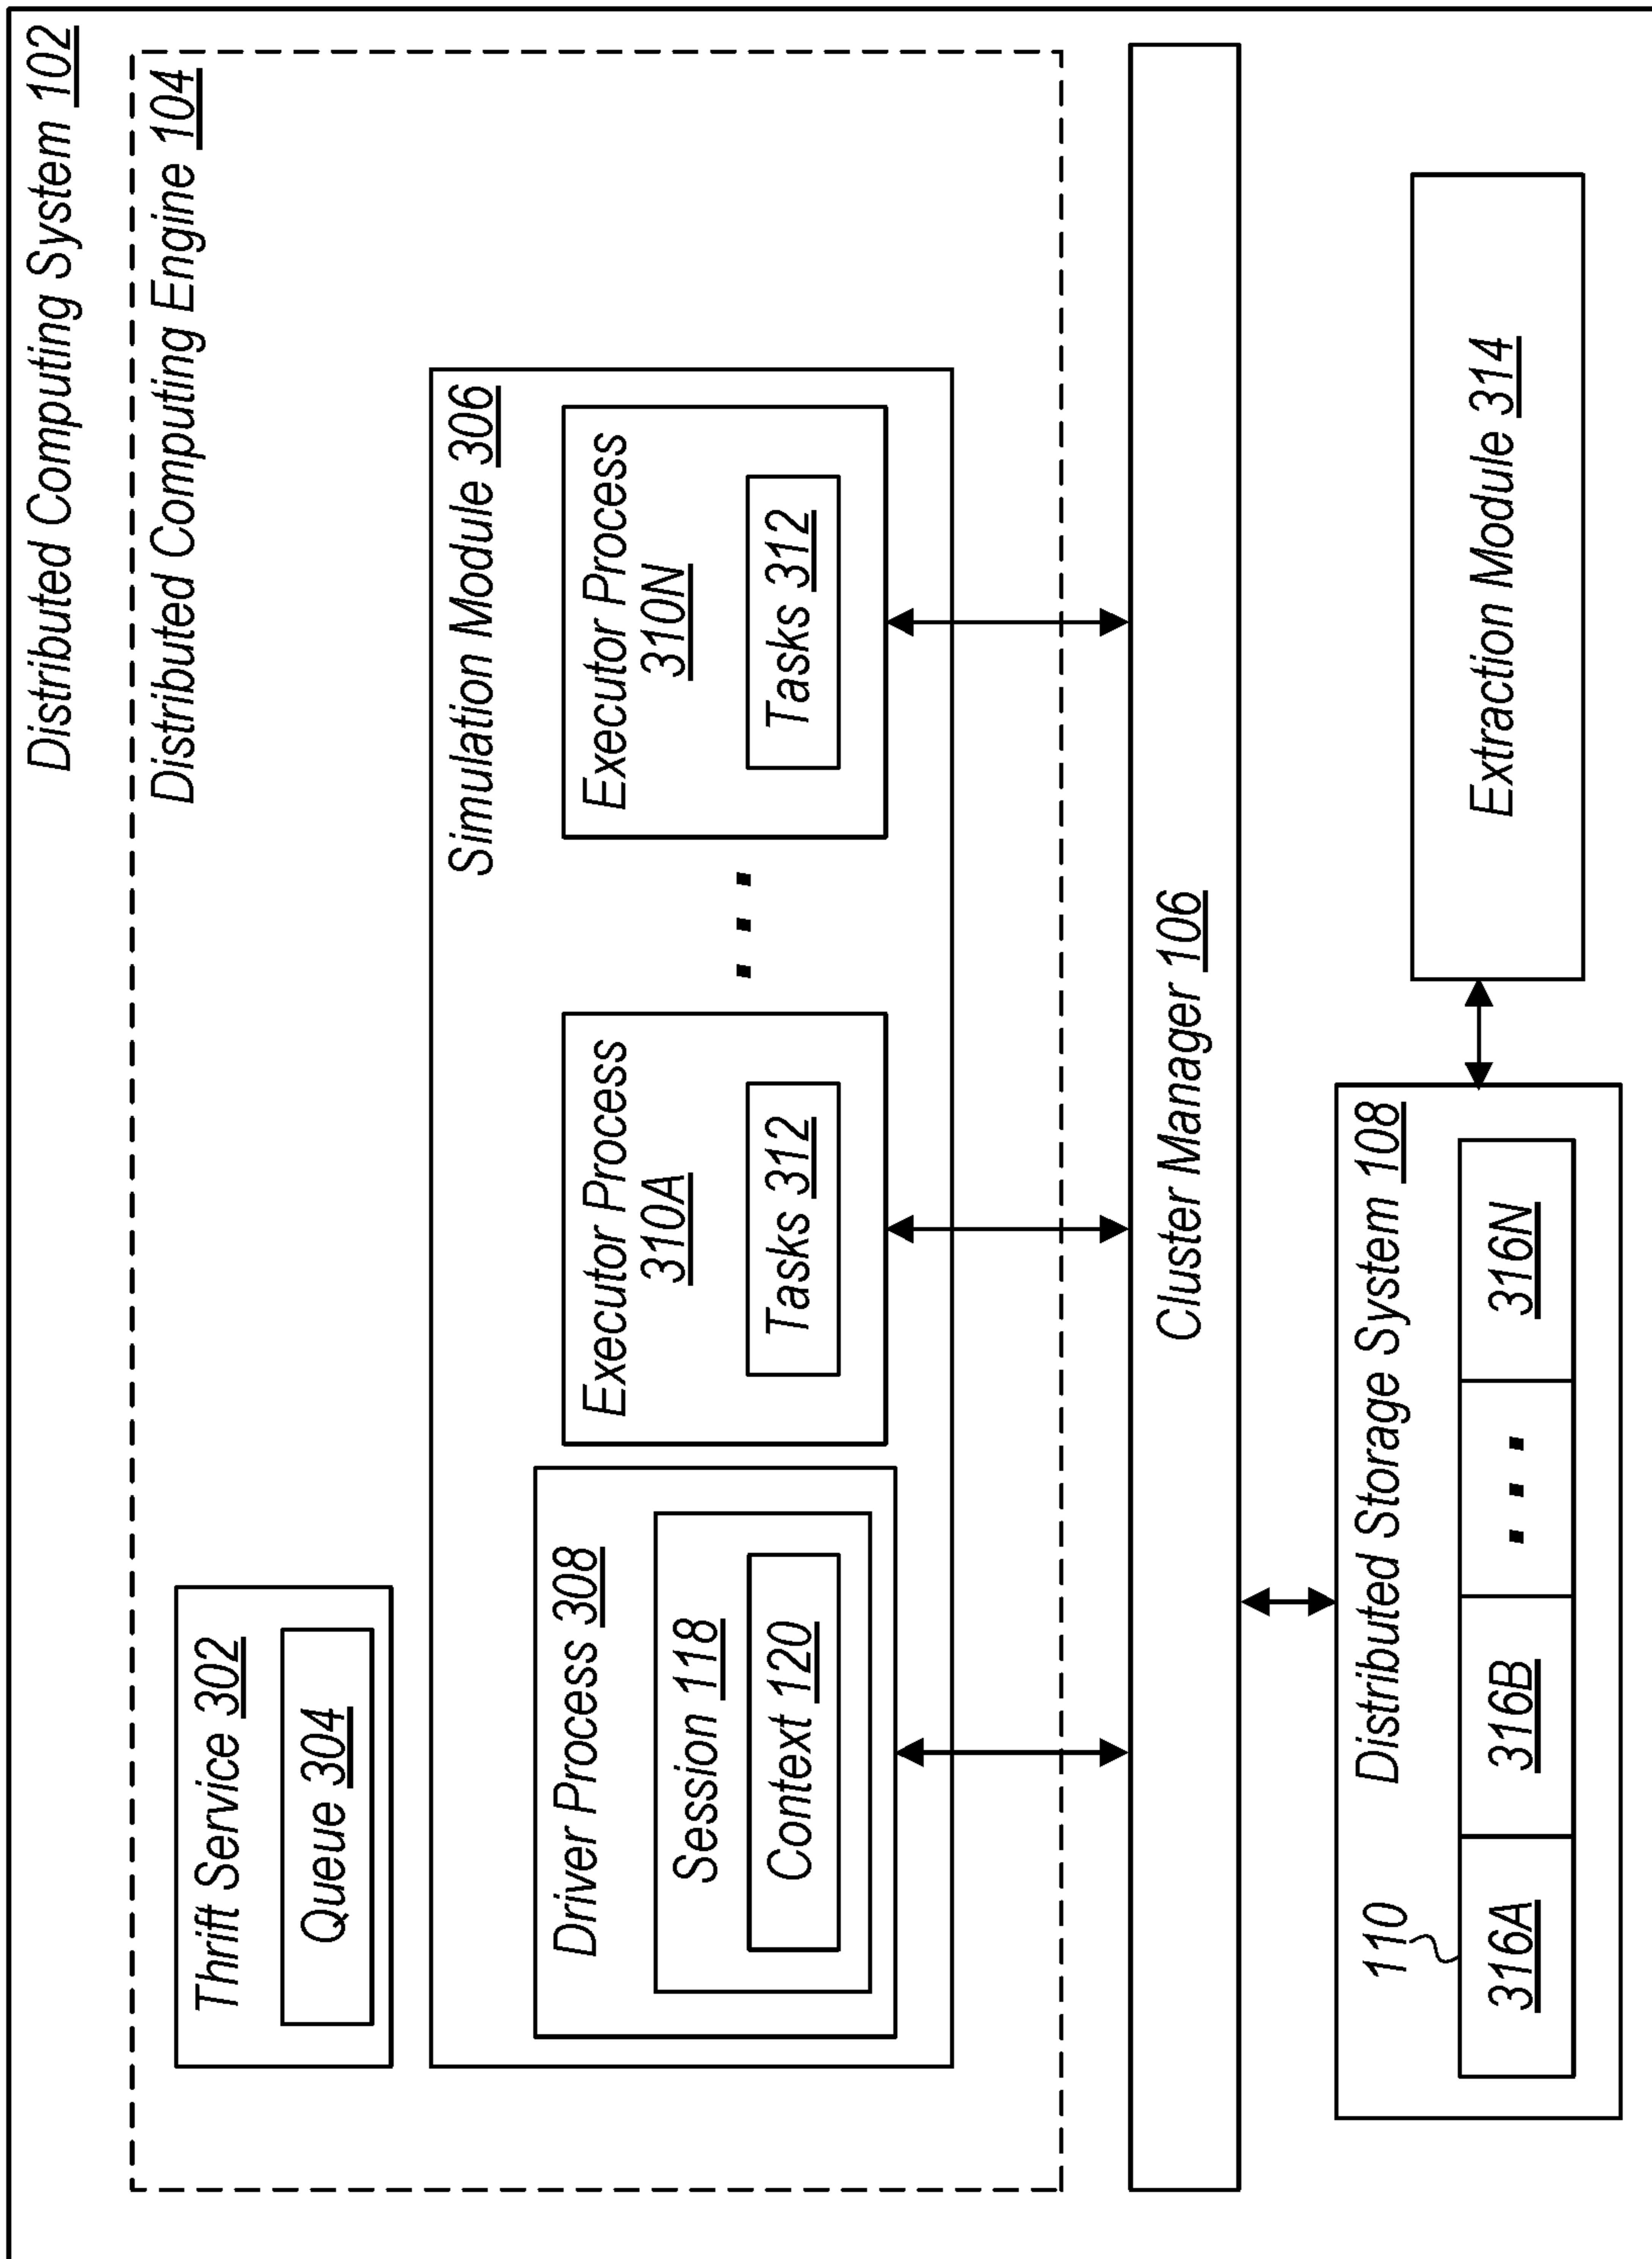 Distributed Computing System 102
Distributed Computing Engine 104
Thrift Service 302
Queue 304
Simulation Module 306
Driver Process 308
Session 118
Context 120
Executor Process
310A
Tasks 312
. . .
Executor Process
310N
Tasks 312
Cluster Manager 106
Distributed Storage System 108
110
316A
316B
. . .
316N
Extraction Module 314